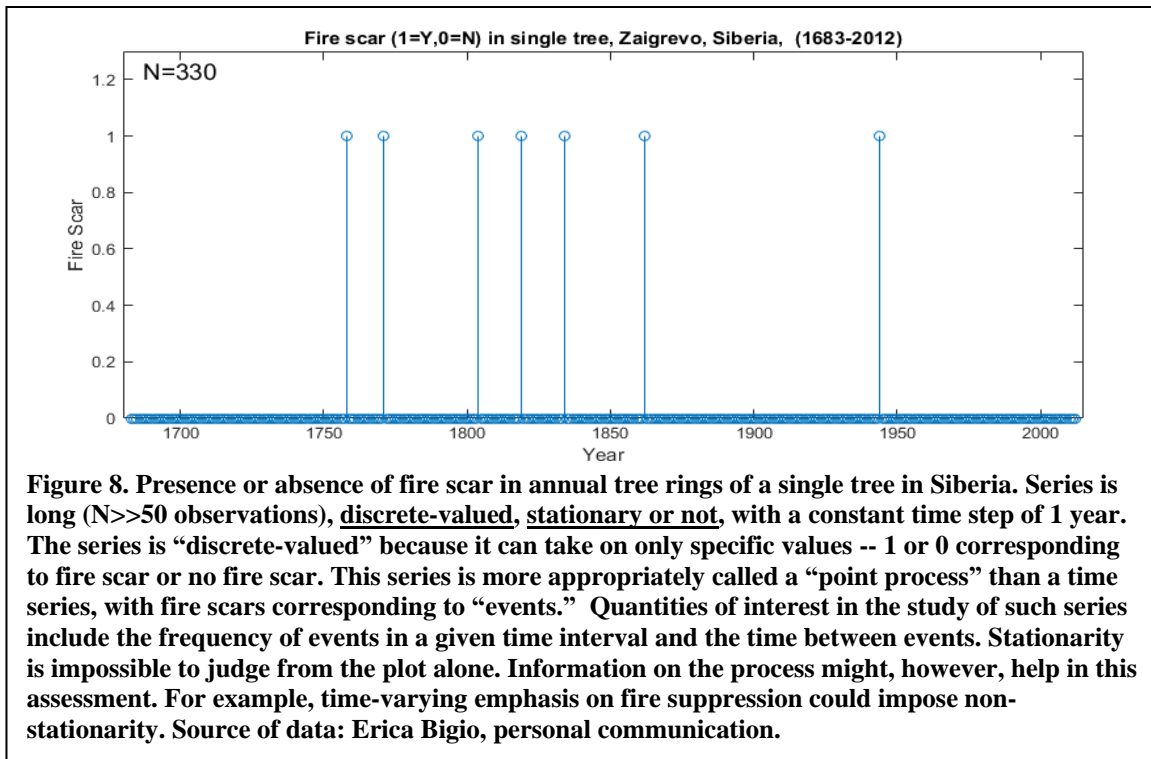 Fire scar (1=Y,0=N) in single tree, Zaigrevo, Siberia, (1683-2012)
N=330
1.2
1
0.8
0.6
0.4
0.2
0
Fire Scar
1700 1750 1800 1850 1900 1950 2000
Year
Figure 8. Presence or absence of fire scar in annual tree rings of a single tree in Siberia. Series is
long (N>>50 observations), discrete-valued, stationary or not, with a constant time step of 1 year.
The series is “discrete-valued” because it can take on only specific values -- 1 or 0 corresponding
to fire scar or no fire scar. This series is more appropriately called a “point process” than a time
series, with fire scars corresponding to “events.” Quantities of interest in the study of such series
include the frequency of events in a given time interval and the time between events. Stationarity
is impossible to judge from the plot alone. Information on the process might, however, help in this
assessment. For example, time-varying emphasis on fire suppression could impose non-
stationarity. Source of data: Erica Bigio, personal communication.